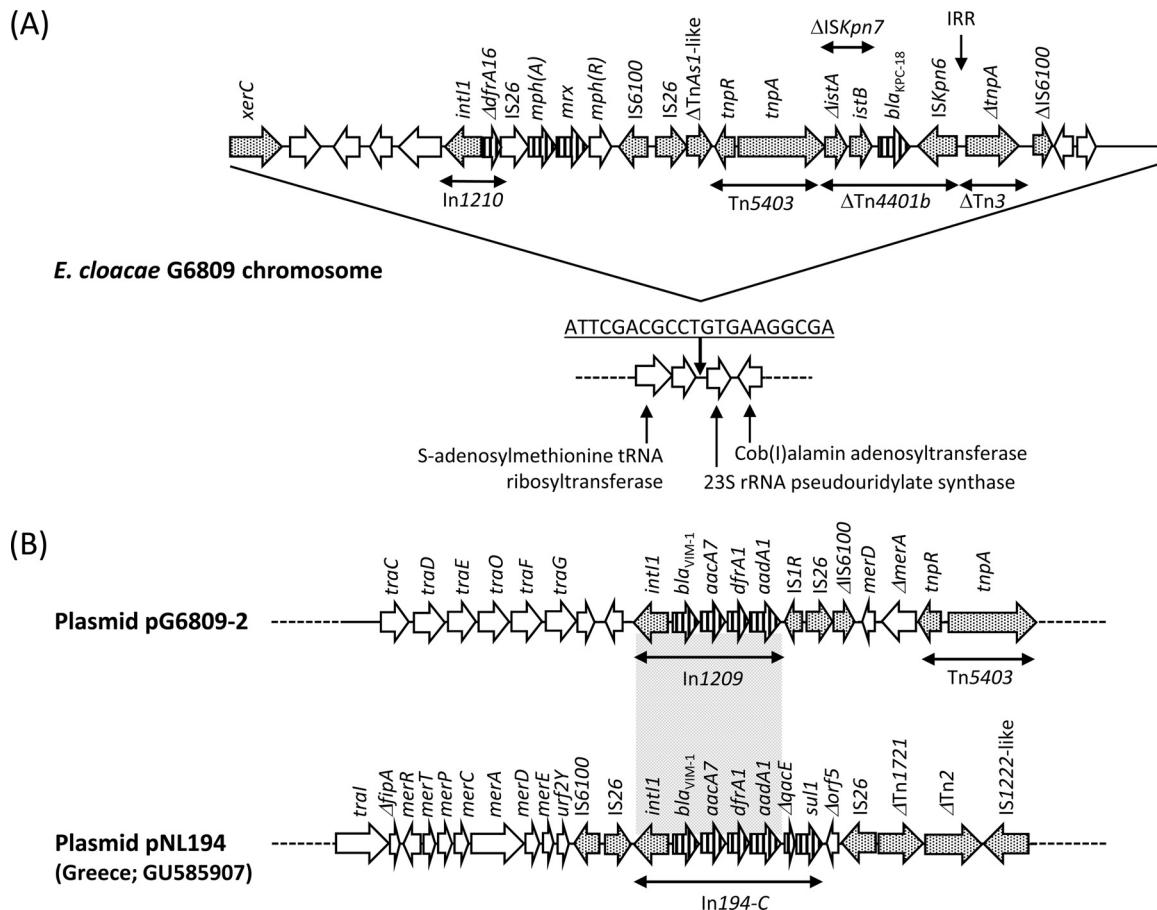 (A)
ΔISKpn7
IRR
xerC
intI1
ΔdfrA16
IS26
mph(A)
mrx
mph(R)
IS6100
IS26
ΔTnAs1-like
tnpR
tnpA
ΔistA
istB
blaKPC-18
ISKpn6
ΔtnpA
ΔIS6100
In1210
Tn5403
ΔTn4401b
ΔTn3
E. cloacae G6809 chromosome
ATTCGACGCCTGTGAAGGCGA
S-adenosylmethionine tRNA
ribosyltransferase
Cob(I)alamin adenosyltransferase
23S rRNA pseudouridylate synthase
(B)
traC
traD
traE
traO
traF
traG
intI1
blaVIM-1
aacA7
dfrA1
aadA1
IS1R
IS26
ΔIS6100
merD
ΔmerA
tnpR
tnpA
Plasmid pG6809-2
In1209
Tn5403
traI
ΔfipA
merR
merT
merP
merC
merA
merD
merE
urf2Y
IS6100
IS26
intI1
blaVIM-1
aacA7
dfrA1
aadA1
ΔqacE
sul1
Δorf5
IS26
ΔTn1721
ΔTn2
IS1222-like
Plasmid pNL194
(Greece; GU585907)
In194-C